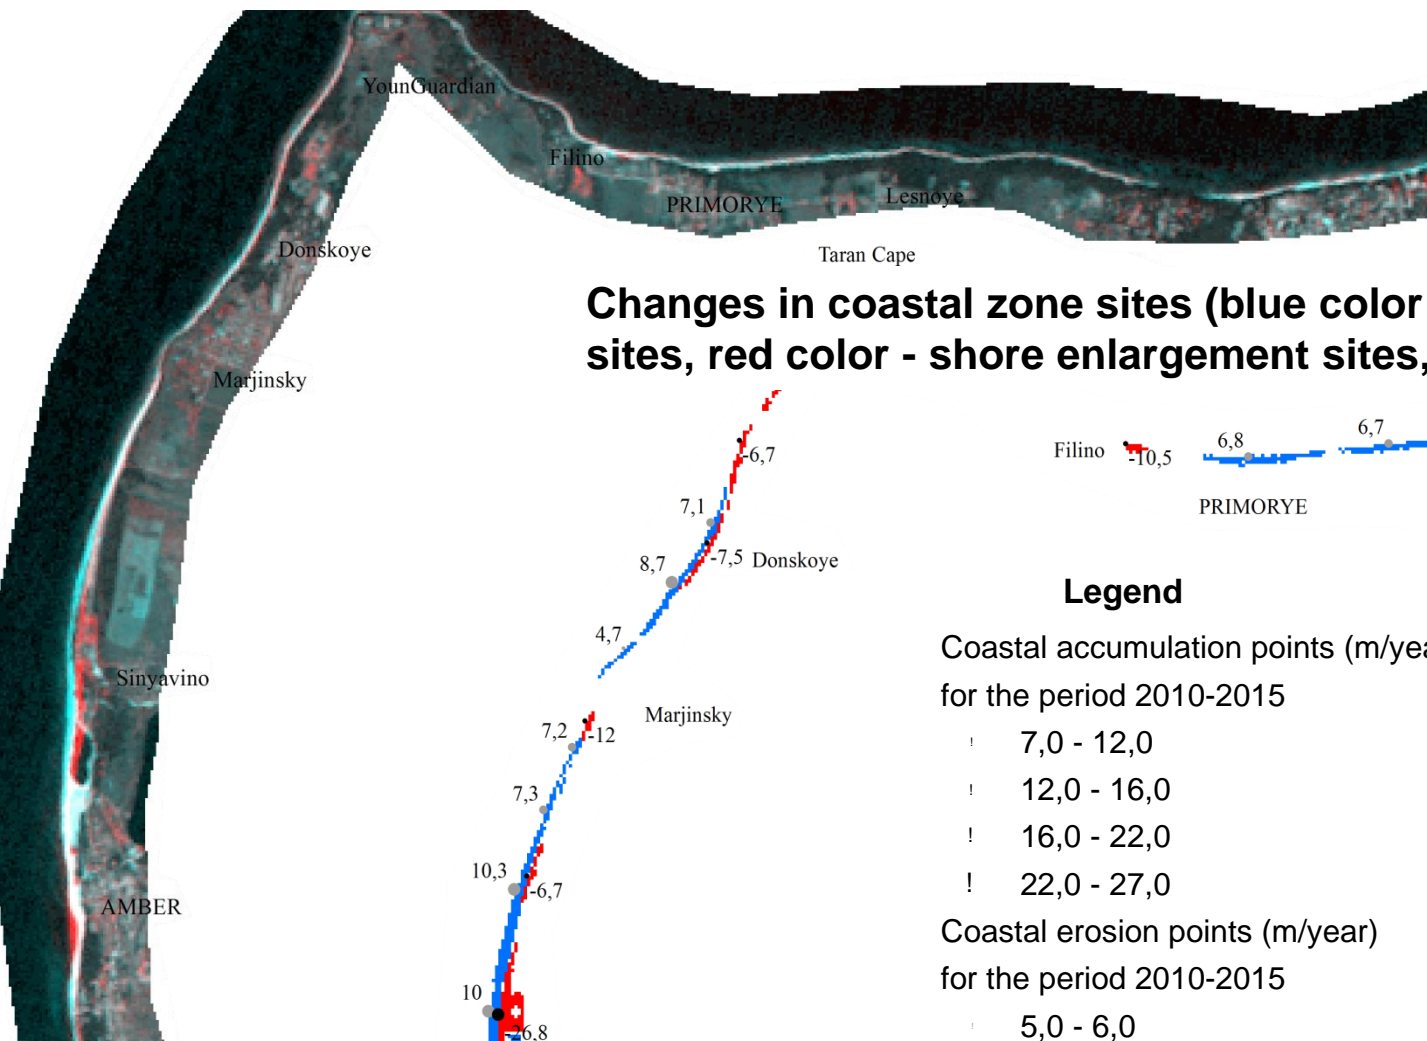 YounGuardian
Filino
PRIMORYE
Lesnoye
Donskoye
Taran Cape
Marjinsky
Sinyavino
AMBER
Changes in coastal zone sites (blue color
sites, red color - shore enlargement sites,
-6,7
7,1
-7,5
Donskoye
8,7
4,7
Marjinsky
7,2
-12
7,3
10,3
-6,7
10
-26,8
Filino
-10,5
6,8
6,7
PRIMORYE
Legend
Coastal accumulation points (m/yea
for the period 2010-2015
! 7,0 - 12,0
! 12,0 - 16,0
! 16,0 - 22,0
! 22,0 - 27,0
Coastal erosion points (m/year)
for the period 2010-2015
! 5,0 - 6,0